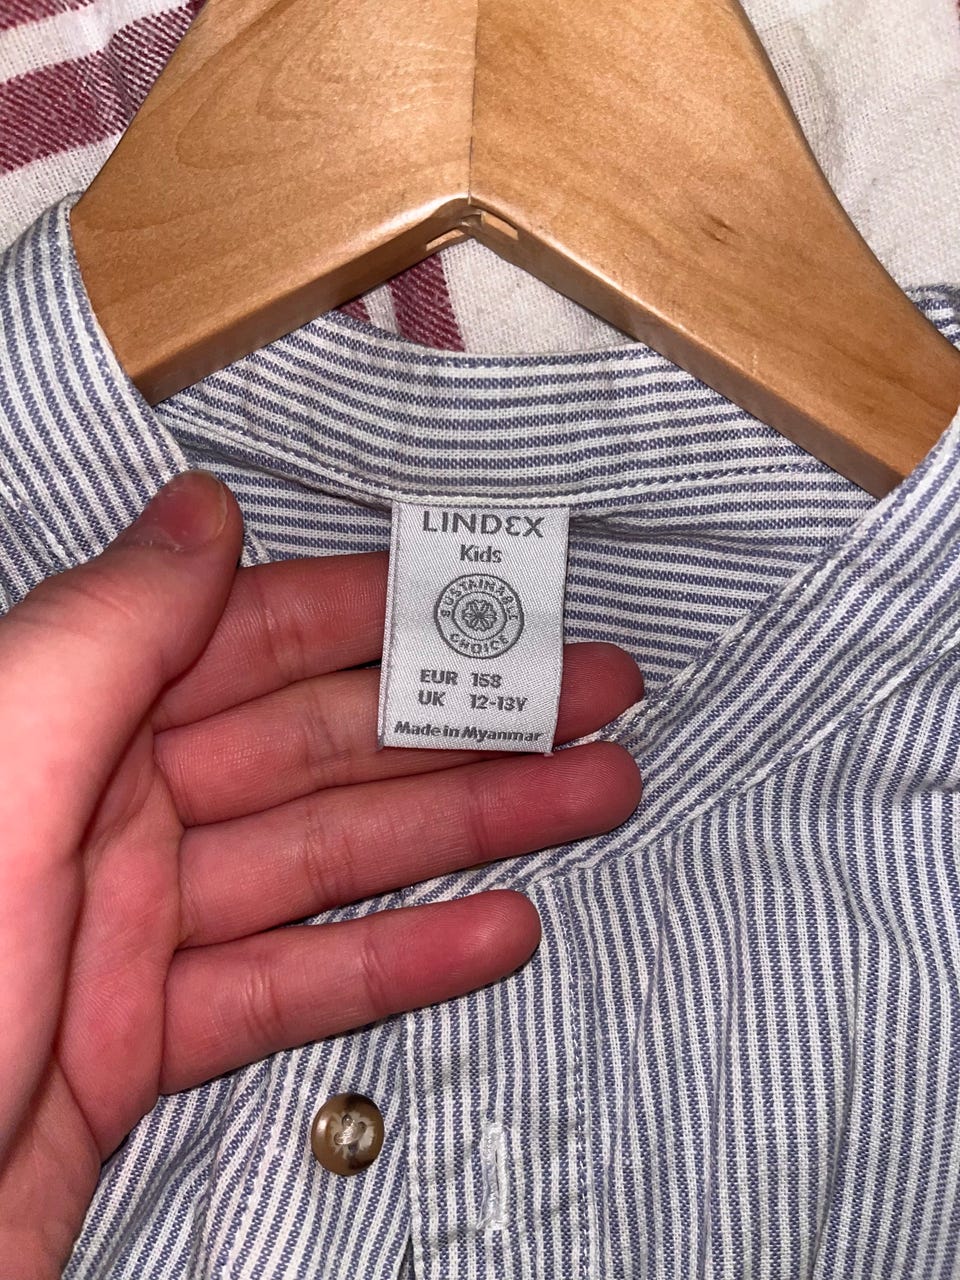 LINDEX
Kids
SUSTAINABLE
CHOICE
EUR 158
UK 12-13Y
Made in Myanmar